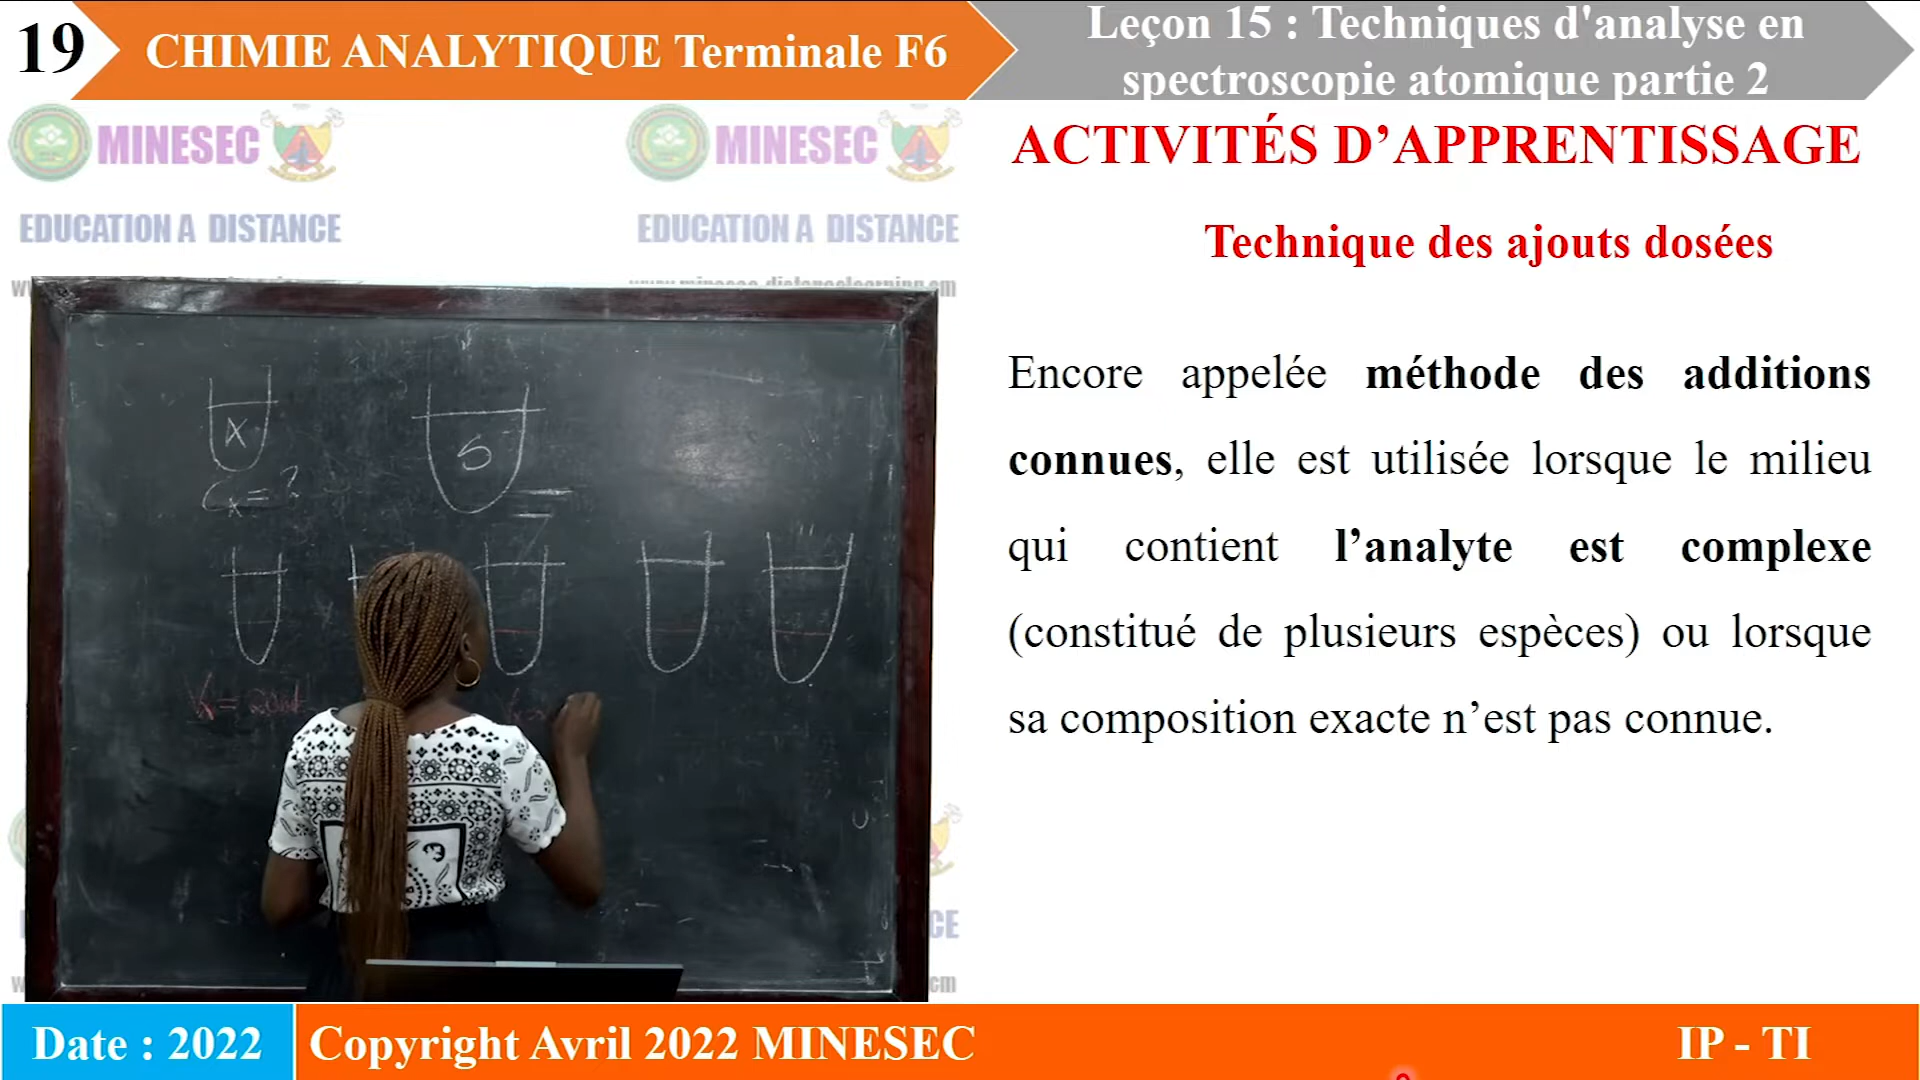 19
CHIMIE ANALYTIQUE Terminale F6
Leçon 15 : Techniques d'analyse en
spectroscopie atomique partie 2
MINESEC
MINESEC
EDUCATION A DISTANCE
EDUCATION A DISTANCE
ACTIVITÉS D’APPRENTISSAGE
Technique des ajouts dosées
Encore appelée méthode des additions
connues, elle est utilisée lorsque le milieu
qui contient l’analyte est complexe
(constitué de plusieurs espèces) ou lorsque
sa composition exacte n’est pas connue.
X
S
Cx = ?
Date : 2022
Copyright Avril 2022 MINESEC
IP - TI